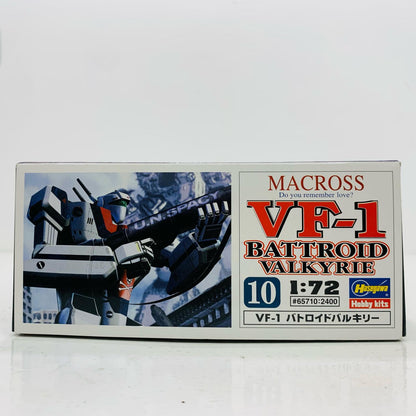 U.N.SPACY
MACROSS
Do you remember love?
VF-1
BATTROID
VALKYRIE
10
1:72
#65710:2400
Hasegawa
Hobby kits
VF-1 バトロイドバルキリー